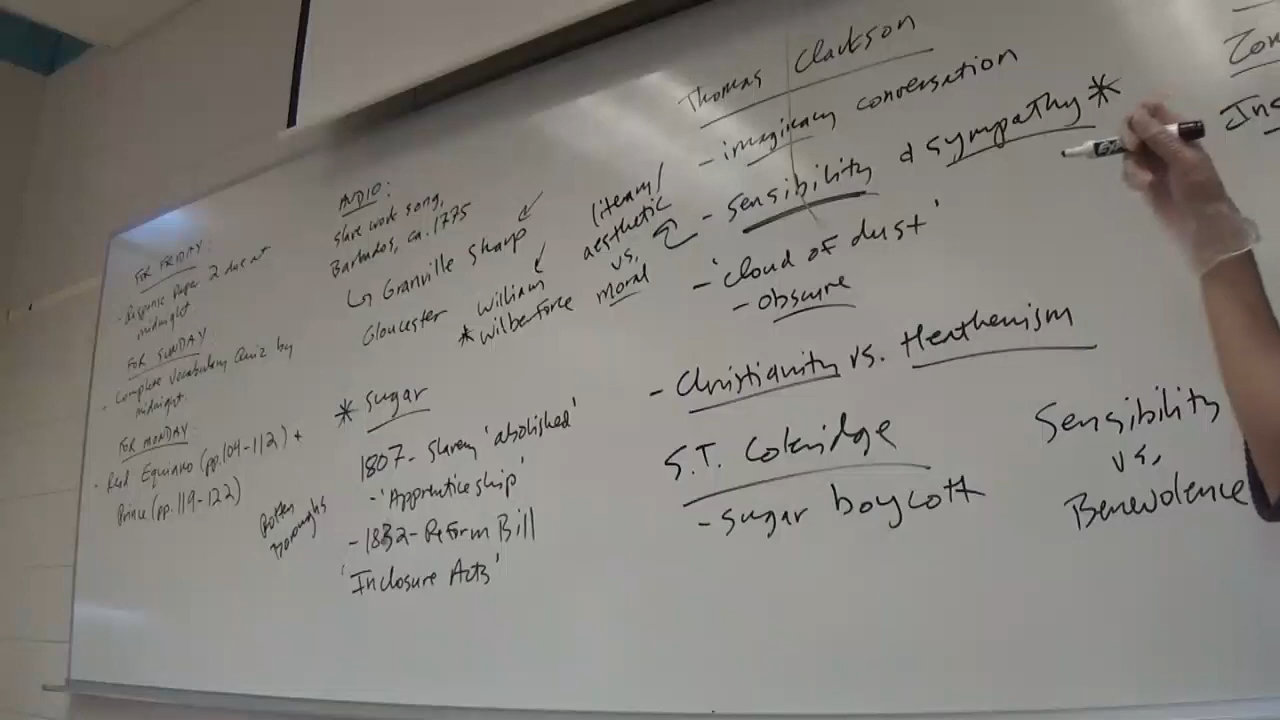 FOR FRIDAY:
- Response Paper 2 due at
midnight
FOR SUNDAY
- Complete Vocabulary Quiz by
midnight.
FOR MONDAY:
- Read Equiano (pp. 104-112) +
Prince (pp. 119-122)
AUDIO:
slave work song,
Barbados, ca. 1775
↳ Granville Sharp
Gloucester
William
* Wilberforce
* Sugar
1807- Slavery 'abolished'
- 'Apprenticeship'
- 1832- Reform Bill
'Inclosure Acts'
Rotten
Boroughs
literary/
aesthetic
vs.
moral
Thomas Clarkson
- imaginary conversation
- sensibility & sympathy *
- 'cloud of dust'
- obscure
- Christianity vs. Heathenism
S.T. Coleridge
- sugar boycott
Sensibility
vs.
Benevolence